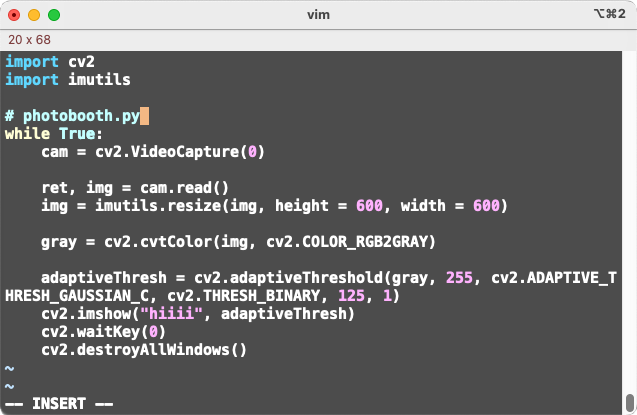 vim
⌥⌘2
20 x 68
import cv2
import imutils
# photobooth.py
while True:
    cam = cv2.VideoCapture(0)
    ret, img = cam.read()
    img = imutils.resize(img, height = 600, width = 600)
    gray = cv2.cvtColor(img, cv2.COLOR_RGB2GRAY)
    adaptiveThresh = cv2.adaptiveThreshold(gray, 255, cv2.ADAPTIVE_T
HRESH_GAUSSIAN_C, cv2.THRESH_BINARY, 125, 1)
    cv2.imshow("hiiii", adaptiveThresh)
    cv2.waitKey(0)
    cv2.destroyAllWindows()
~
~
-- INSERT --